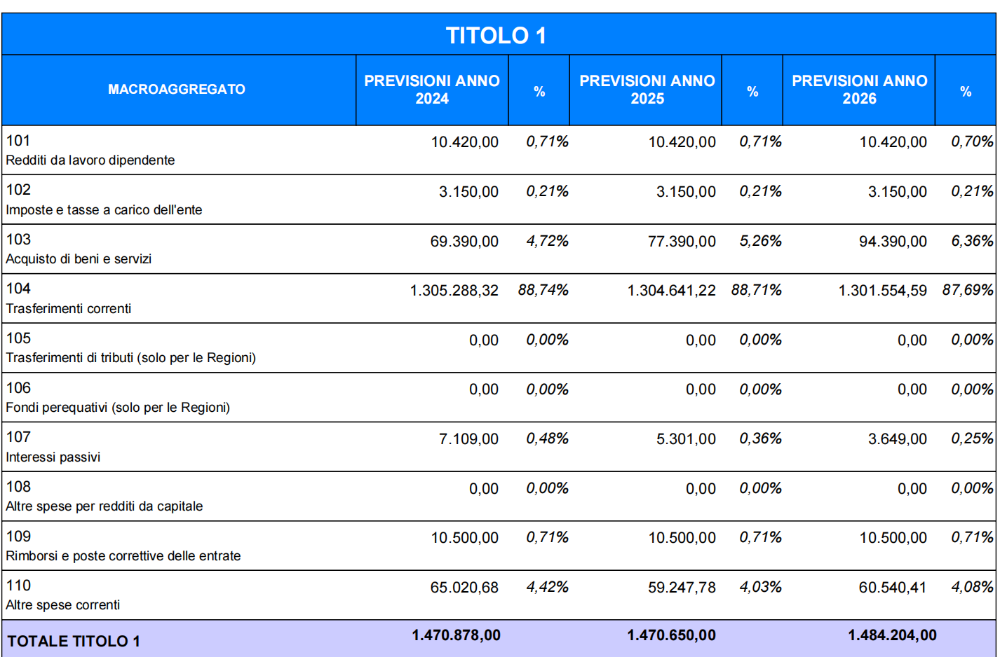 TITOLO 1
MACROAGGREGATO PREVISIONI ANNO 2024 % PREVISIONI ANNO 2025 % PREVISIONI ANNO 2026 %
101 10.420,00 0,71% 10.420,00 0,71% 10.420,00 0,70%
Redditi da lavoro dipendente
102 3.150,00 0,21% 3.150,00 0,21% 3.150,00 0,21%
Imposte e tasse a carico dell'ente
103 69.390,00 4,72% 77.390,00 5,26% 94.390,00 6,36%
Acquisto di beni e servizi
104 1.305.288,32 88,74% 1.304.641,22 88,71% 1.301.554,59 87,69%
Trasferimenti correnti
105 0,00 0,00% 0,00 0,00% 0,00 0,00%
Trasferimenti di tributi (solo per le Regioni)
106 0,00 0,00% 0,00 0,00% 0,00 0,00%
Fondi perequativi (solo per le Regioni)
107 7.109,00 0,48% 5.301,00 0,36% 3.649,00 0,25%
Interessi passivi
108 0,00 0,00% 0,00 0,00% 0,00 0,00%
Altre spese per redditi da capitale
109 10.500,00 0,71% 10.500,00 0,71% 10.500,00 0,71%
Rimborsi e poste correttive delle entrate
110 65.020,68 4,42% 59.247,78 4,03% 60.540,41 4,08%
Altre spese correnti
TOTALE TITOLO 1 1.470.878,00 1.470.650,00 1.484.204,00